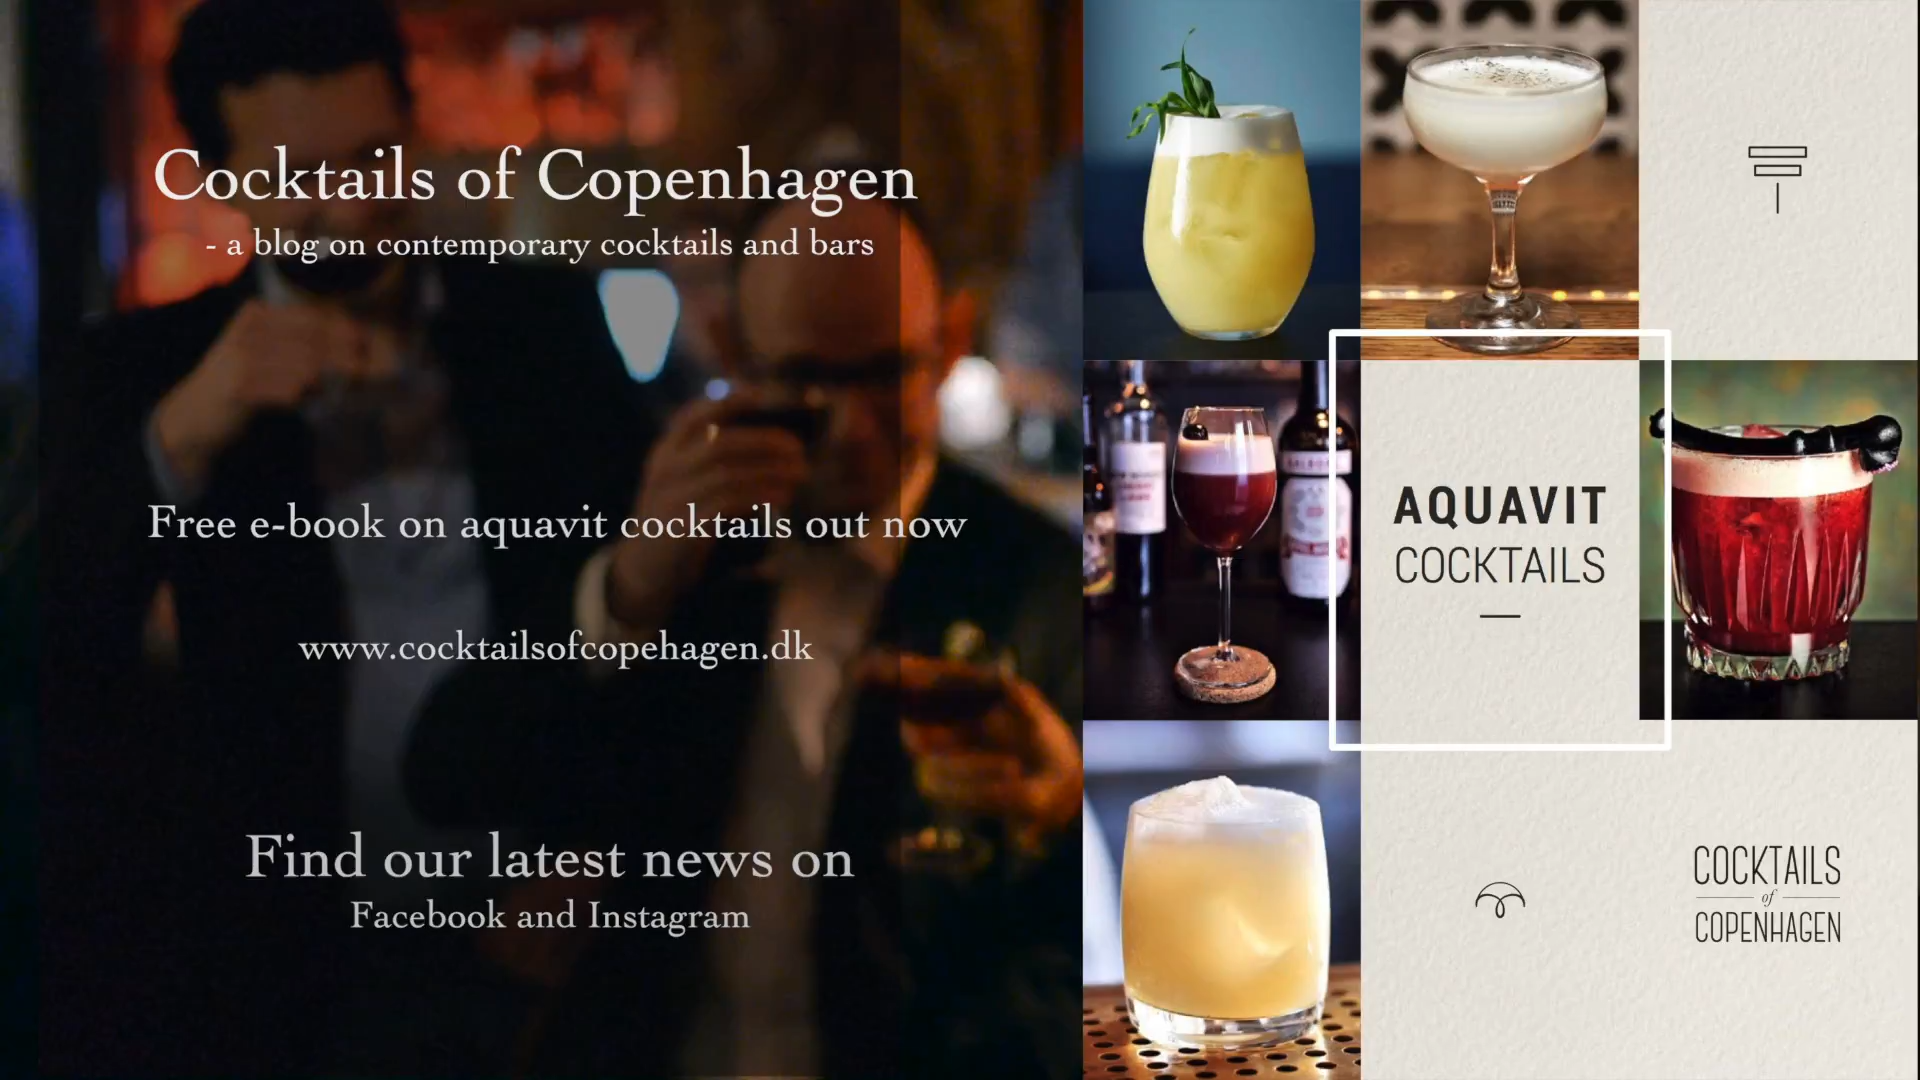 Cocktails of Copenhagen
- a blog on contemporary cocktails and bars
Free e-book on aquavit cocktails out now
www.cocktailsofcopehagen.dk
Find our latest news on
Facebook and Instagram
AQUAVIT
COCKTAILS
COCKTAILS
of
COPENHAGEN